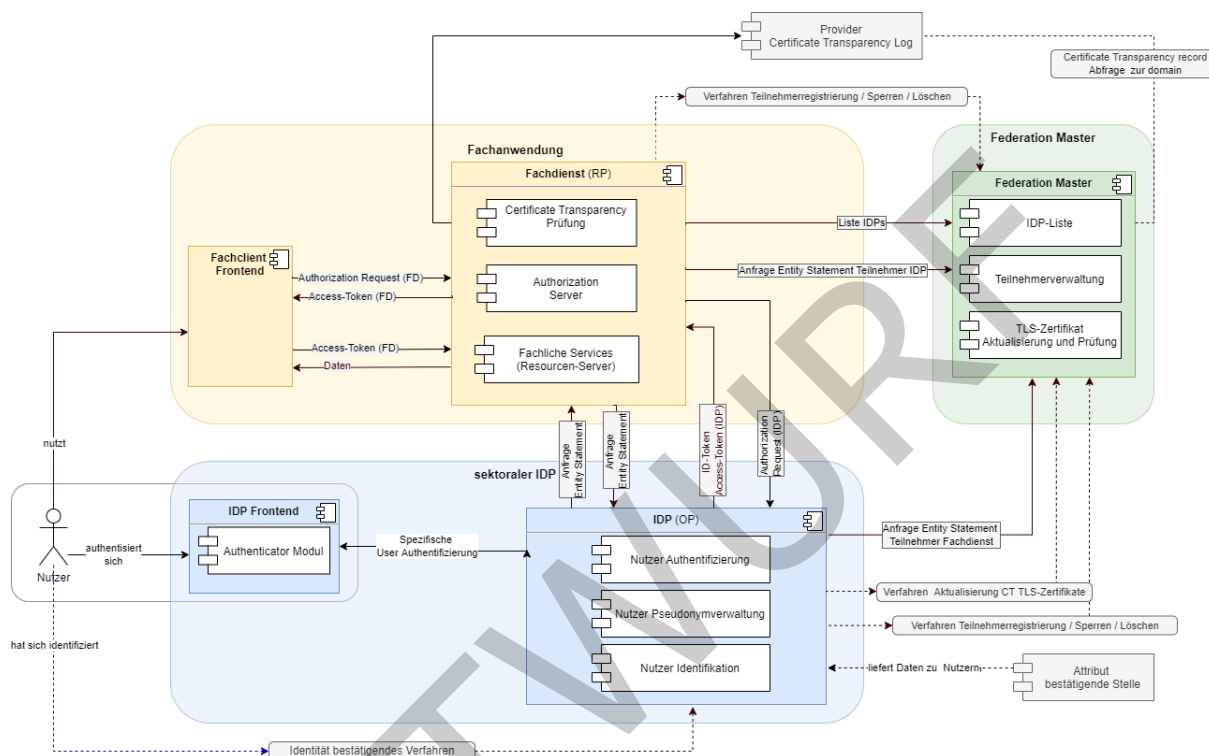 Provider
Certificate Transparency Log
Certificate Transparency record
Abfrage zur domain
Verfahren Teilnehmerregistrierung / Sperren / Löschen
Fachanwendung
Federation Master
Fachdienst (RP)
Federation Master
Certificate Transparency
Prüfung
Liste IDPs
IDP-Liste
Fachclient
Frontend
Authorization Request (FD)
Access-Token (FD)
Authorization
Server
Anfrage Entity Statement Teilnehmer IDP
Teilnehmerverwaltung
TLS-Zertifikat
Aktualisierung und Prüfung
Access-Token (FD)
Daten
Fachliche Services
(Resourcen-Server)
nutzt
Anfrage
Entity Statement
Anfrage
Entity Statement
ID-Token
Access-Token (IDP)
Authorization
Request (IDP)
sektoraler IDP
IDP Frontend
Authenticator Modul
IDP (OP)
Nutzer
authentisiert
sich
Spezifische
User Authentifizierung
Nutzer Authentifizierung
Anfrage Entity Statement
Teilnehmer Fachdienst
Nutzer Pseudonymverwaltung
Verfahren Aktualisierung CT TLS-Zertifikate
Verfahren Teilnehmerregistrierung / Sperren / Löschen
hat sich identifiziert
Nutzer Identifikation
liefert Daten zu Nutzern
Attribut
bestätigende Stelle
Identität bestätigendes Verfahren
TWURF